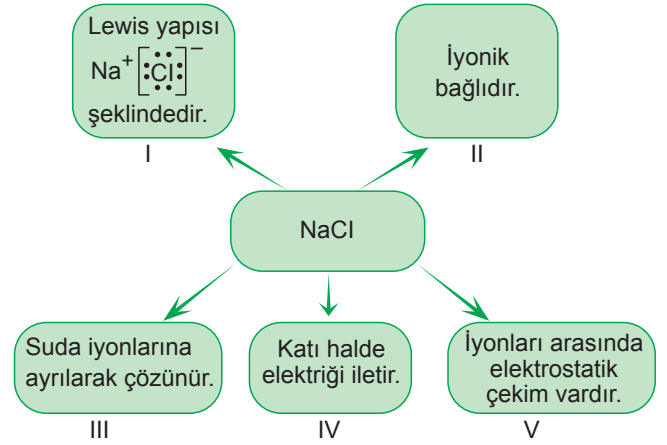 Lewis yapısı
Na⁺ [:Cl:]⁻
şeklindedir.
I
İyonik
bağlıdır.
II
NaCl
Suda iyonlarına
ayrılarak çözünür.
III
Katı halde
elektriği iletir.
IV
İyonları arasında
elektrostatik
çekim vardır.
V